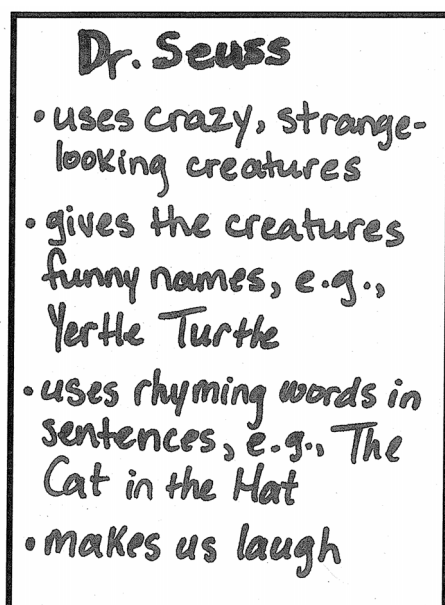 Dr. Seuss
• uses crazy, strange-
looking creatures
• gives the creatures
funny names, e.g.,
Yertle Turtle
• uses rhyming words in
sentences, e.g., The
Cat in the Hat
• makes us laugh